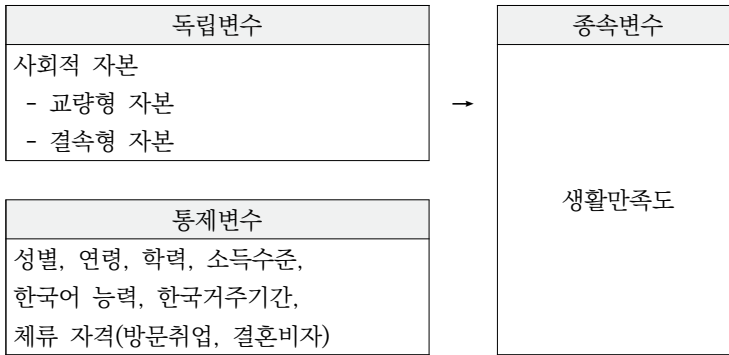 독립변수
사회적 자본
- 교량형 자본
- 결속형 자본
→
종속변수
생활만족도
통제변수
성별, 연령, 학력, 소득수준,
한국어 능력, 한국거주기간,
체류 자격(방문취업, 결혼비자)